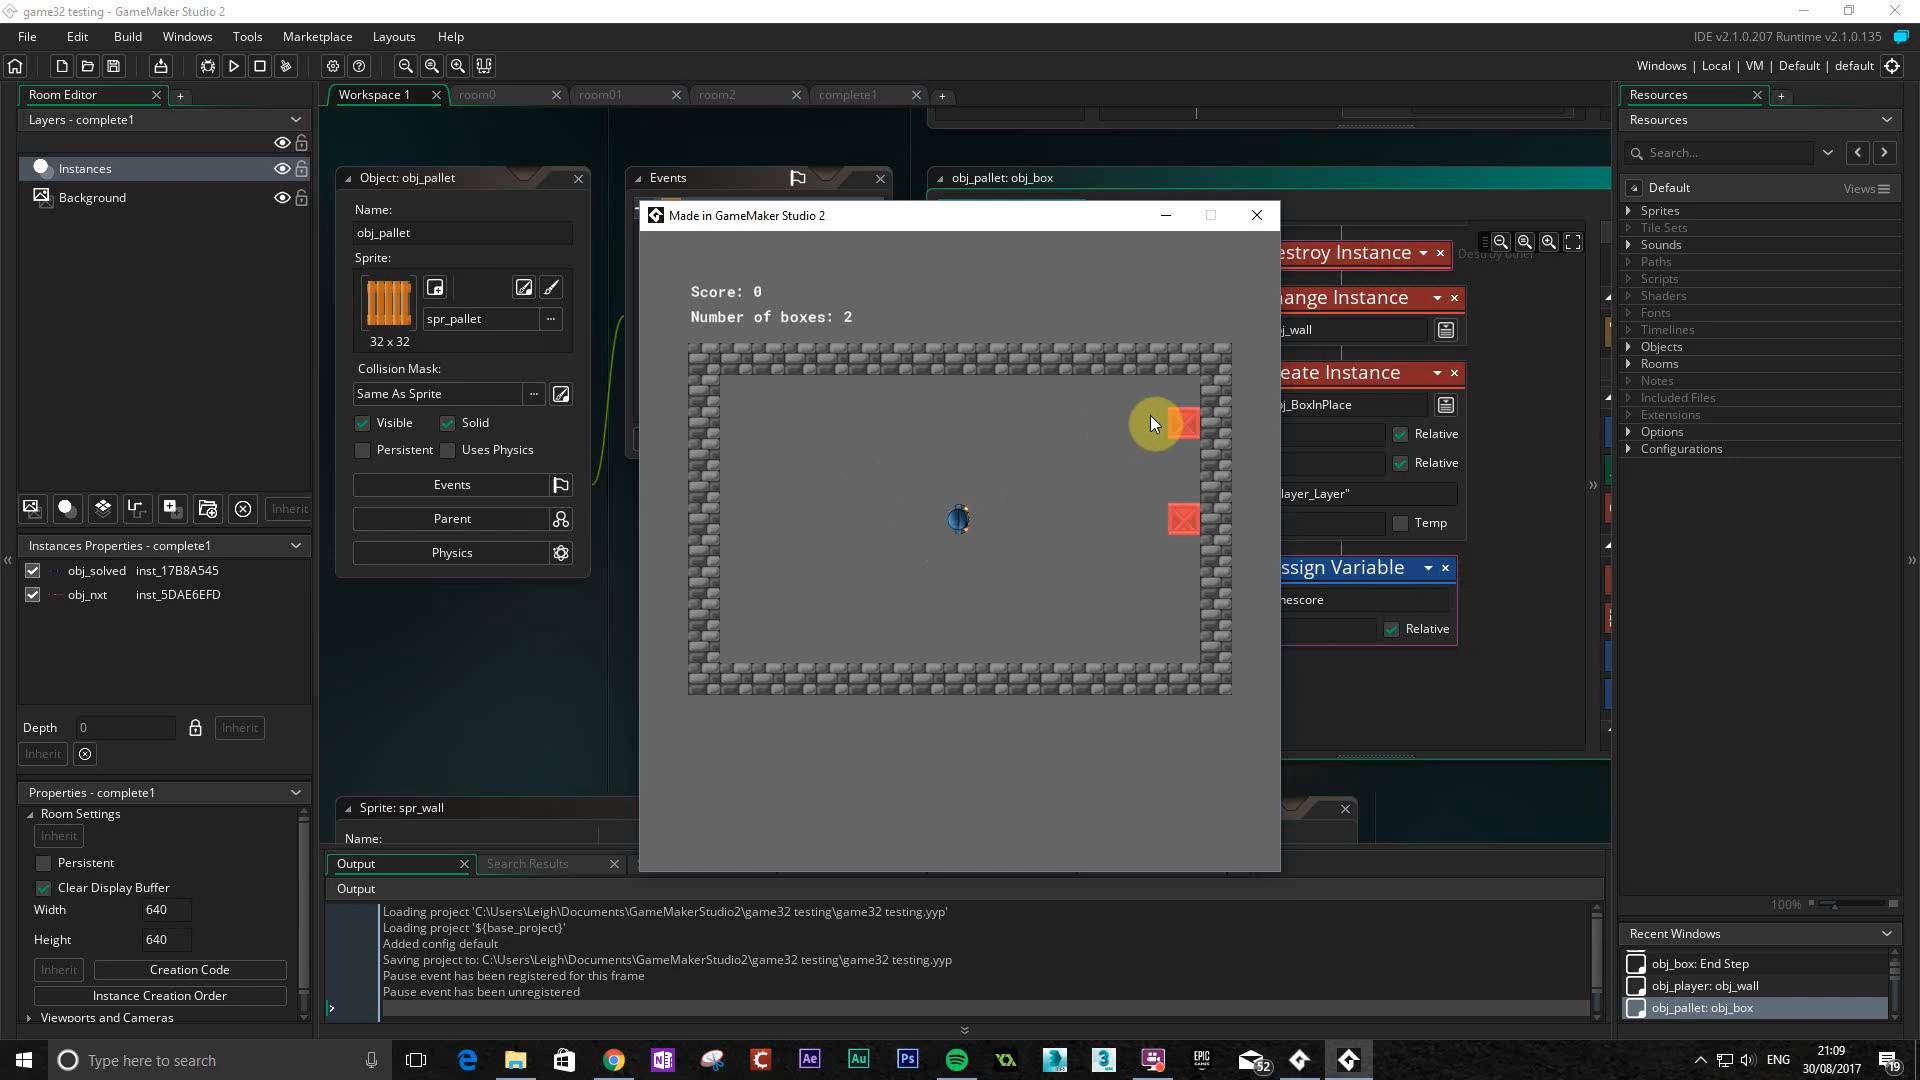 game32 testing - GameMaker Studio 2
File Edit Build Windows Tools Marketplace Layouts Help
IDE v2.1.0.207 Runtime v2.1.0.135
Windows | Local | VM | Default | default
Room Editor
Layers - complete1
Instances
Background
Inherit
Instances Properties - complete1
obj_solved inst_17B8A545
obj_nxt inst_5DAE6EFD
Depth 0 Inherit
Inherit
Properties - complete1
Room Settings
Inherit
Persistent
Clear Display Buffer
Width 640
Height 640
Inherit Creation Code
Instance Creation Order
Viewports and Cameras
Workspace 1 room0 room01 room2 complete1
Object: obj_pallet
Name:
obj_pallet
Sprite:
spr_pallet
32 x 32
Collision Mask:
Same As Sprite
Visible Solid
Persistent Uses Physics
Events
Parent
Physics
Events
obj_pallet: obj_box
Made in GameMaker Studio 2
Score: 0
Number of boxes: 2
estroy Instance
Destroy other
ange Instance
j_wall
eate Instance
j_BoxInPlace
Relative
Relative
layer_Layer"
Temp
ssign Variable
nescore
Relative
Sprite: spr_wall
Name:
Output Search Results
Output
Loading project 'C:\Users\Leigh\Documents\GameMakerStudio2\game32 testing\game32 testing.yyp'
Loading project '${base_project}'
Added config default
Saving project to: C:\Users\Leigh\Documents\GameMakerStudio2\game32 testing\game32 testing.yyp
Pause event has been registered for this frame
Pause event has been unregistered
Resources
Resources
Search...
Default Views
Sprites
Tile Sets
Sounds
Paths
Scripts
Shaders
Fonts
Timelines
Objects
Rooms
Notes
Included Files
Extensions
Options
Configurations
100%
Recent Windows
obj_box: End Step
obj_player: obj_wall
obj_pallet: obj_box
Type here to search
Ae Au Ps
EPIC GAMES
52
ENG
21:09
30/08/2017
19